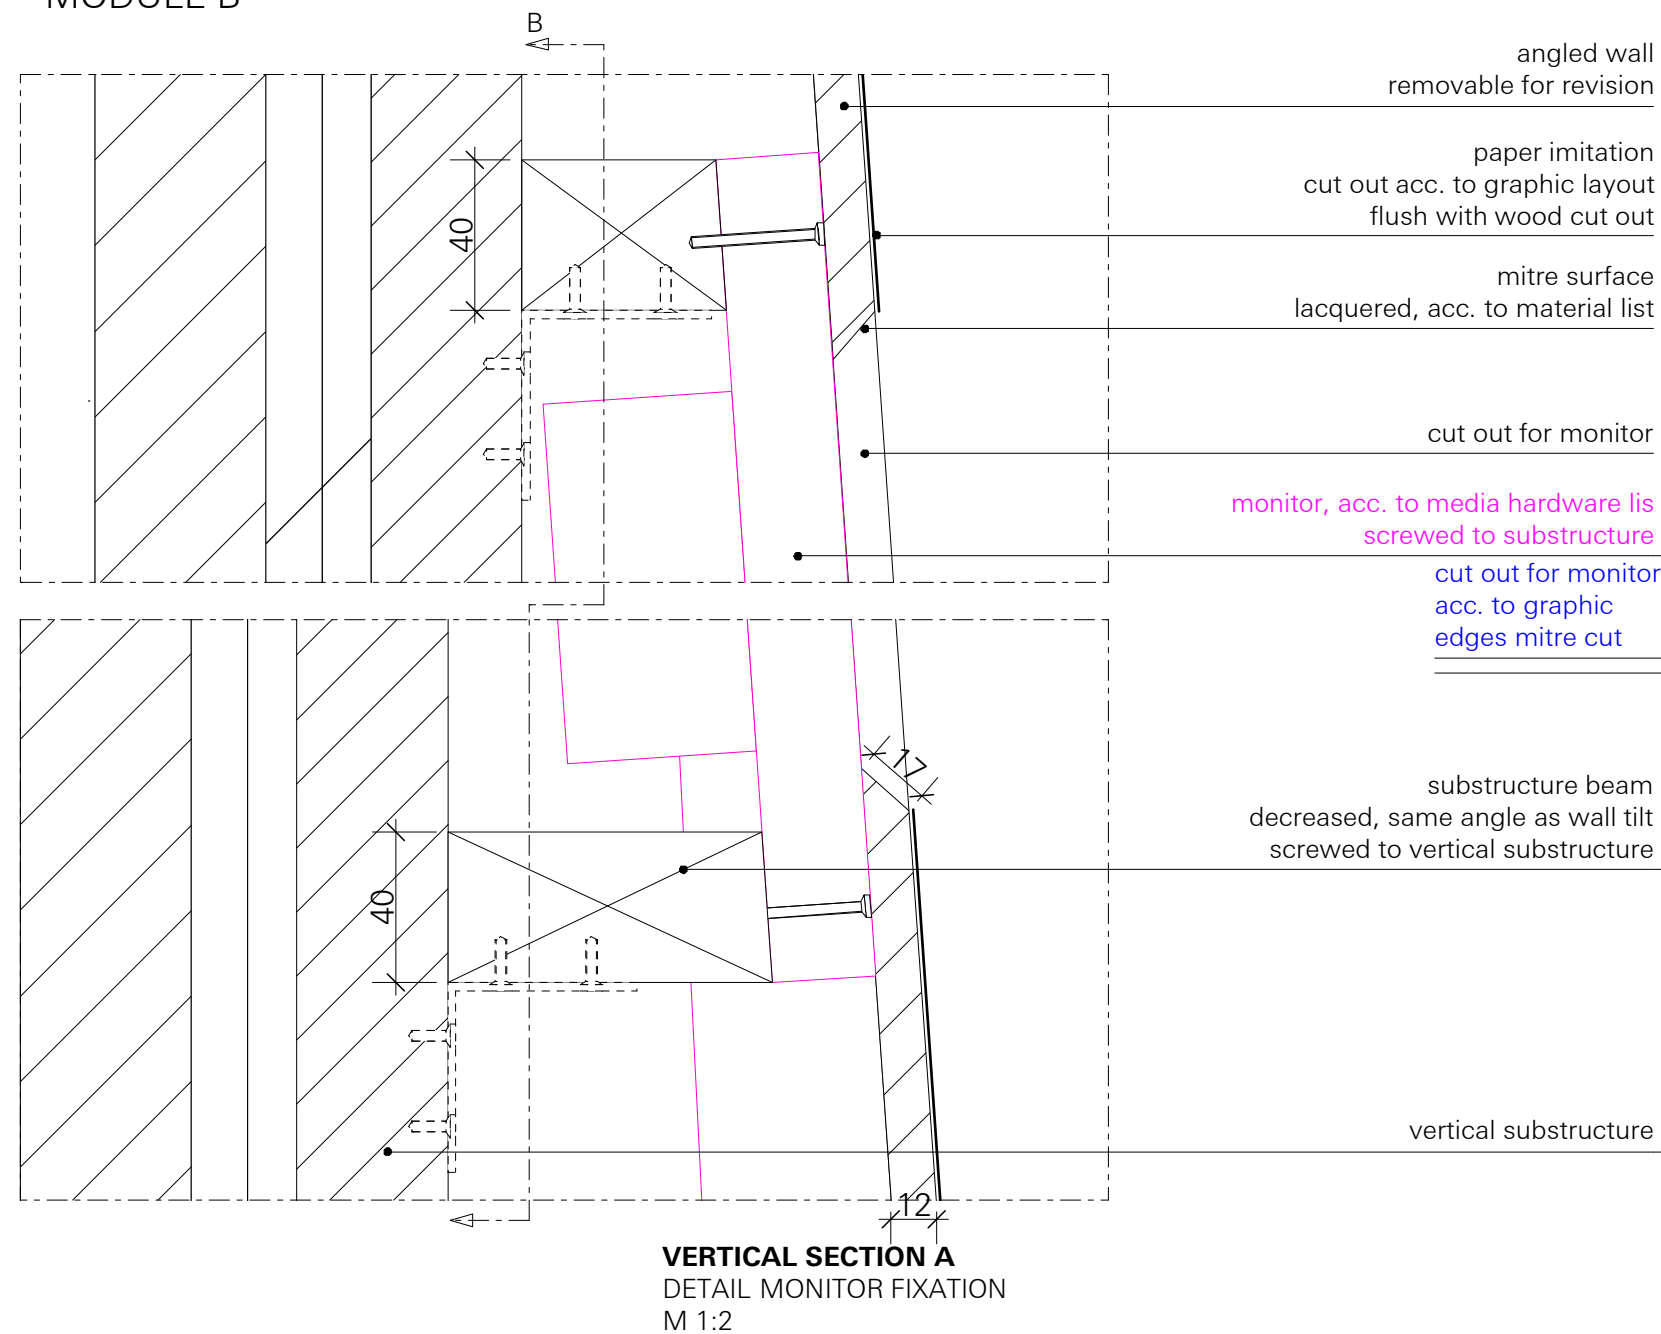 MODULE B
B
angled wall
removable for revision
paper imitation
cut out acc. to graphic layout
flush with wood cut out
40
mitre surface
lacquered, acc. to material list
cut out for monitor
monitor, acc. to media hardware lis
screwed to substructure
cut out for monitor
acc. to graphic
edges mitre cut
17
substructure beam
decreased, same angle as wall tilt
screwed to vertical substructure
40
vertical substructure
12
VERTICAL SECTION A
DETAIL MONITOR FIXATION
M 1:2